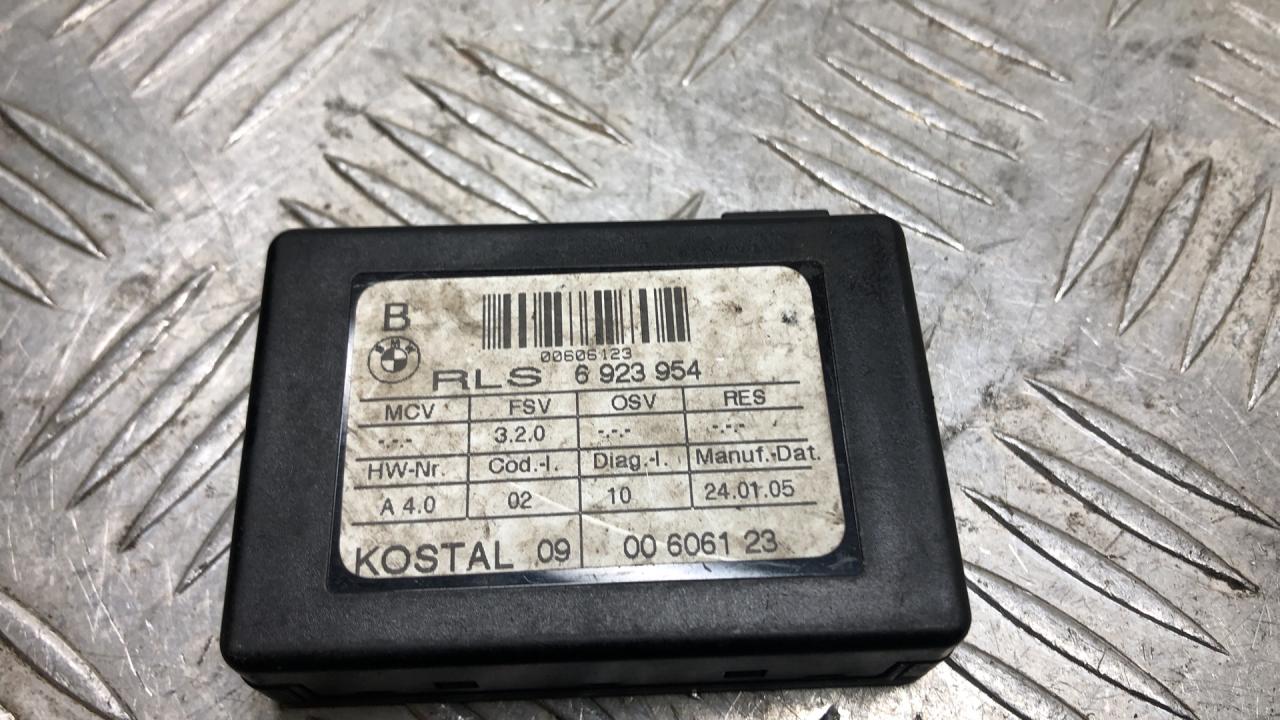 B
BMW
00606123
RLS 6 923 954
MCV FSV OSV RES
-.-.- 3.2.0 -.-.- -.-.-
HW-Nr. Cod.-I. Diag.-I. Manuf.-Dat.
A 4.0 02 10 24.01.05
KOSTAL 09 00 6061 23